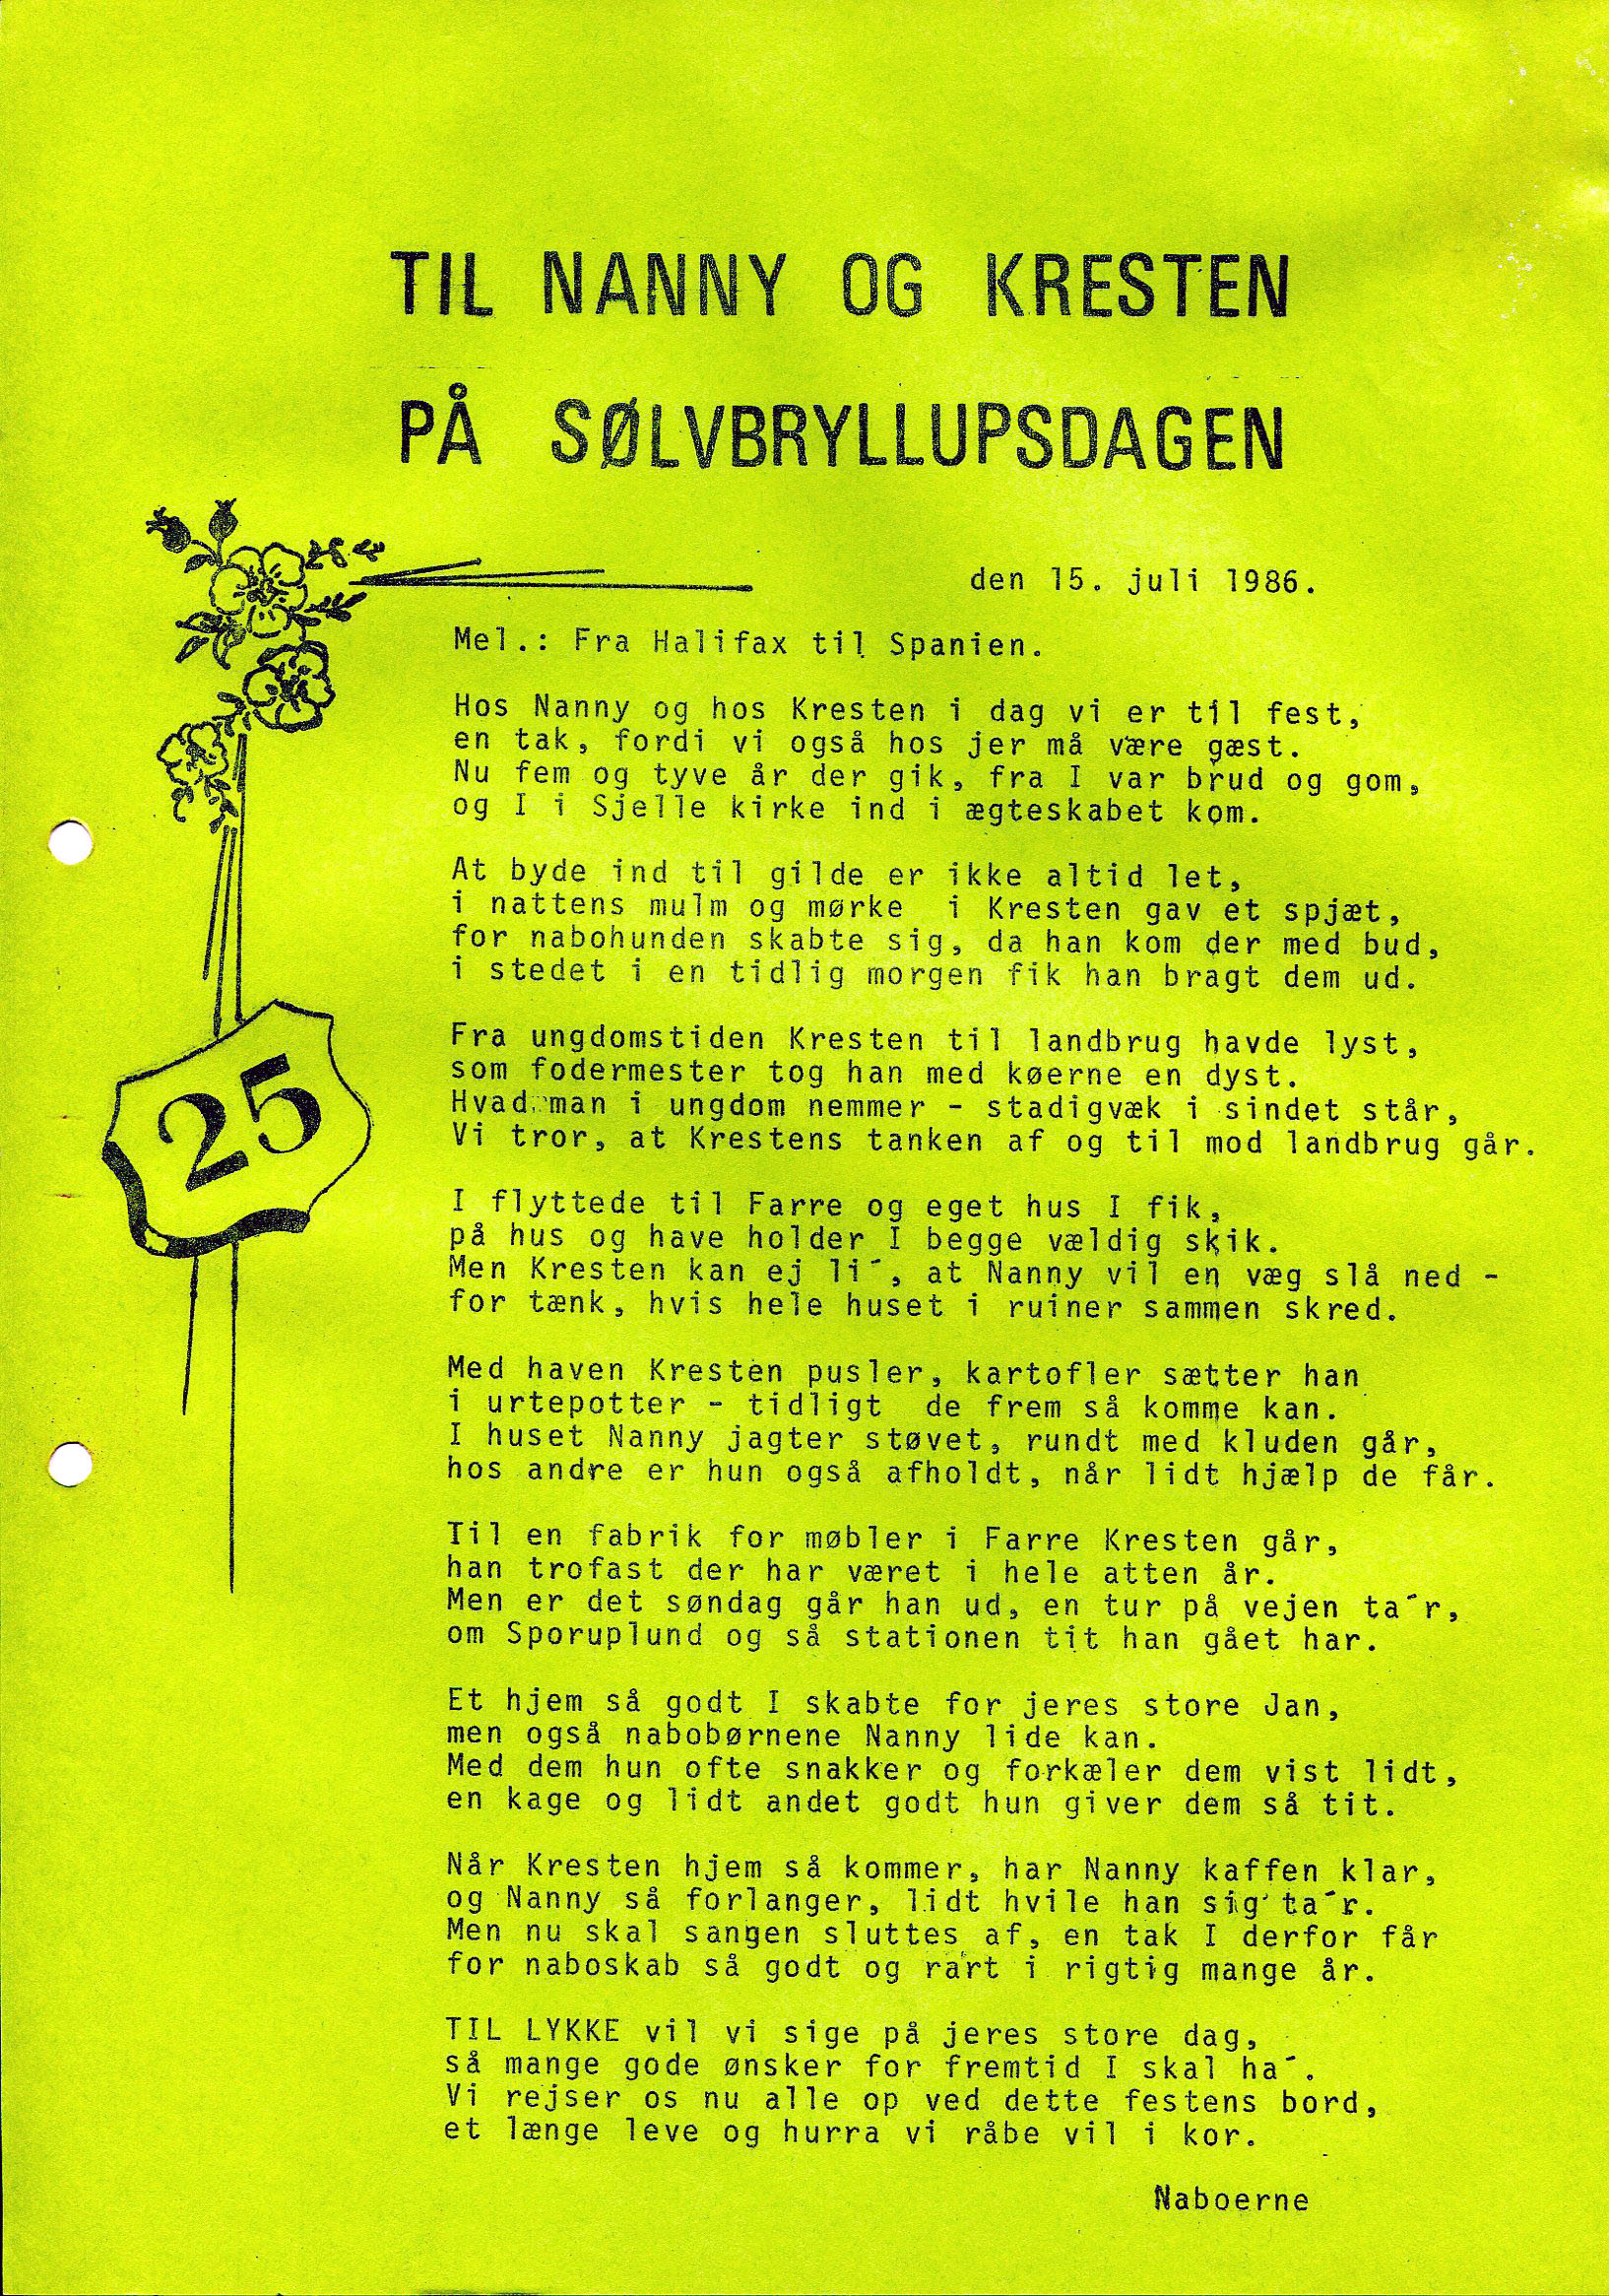 TIL NANNY OG KRESTEN
PÅ SØLVBRYLLUPSDAGEN
den 15. juli 1986.
Mel.: Fra Halifax til Spanien.
Hos Nanny og hos Kresten i dag vi er til fest,
en tak, fordi vi også hos jer må være gæst.
Nu fem og tyve år der gik, fra I var brud og gom,
og I i Sjelle kirke ind i ægteskabet kom.
At byde ind til gilde er ikke altid let,
i nattens mulm og mørke i Kresten gav et spjæt,
for nabohunden skabte sig, da han kom der med bud,
i stedet i en tidlig morgen fik han bragt dem ud.
Fra ungdomstiden Kresten til landbrug havde lyst,
som fodermester tog han med køerne en dyst.
Hvad man i ungdom nemmer - stadigvæk i sindet står,
Vi tror, at Krestens tanken af og til mod landbrug går.
25
I flyttede til Farre og eget hus I fik,
på hus og have holder I begge vældig skik.
Men Kresten kan ej li´, at Nanny vil en væg slå ned -
for tænk, hvis hele huset i ruiner sammen skred.
Med haven Kresten pusler, kartofler sætter han
i urtepotter - tidligt de frem så komme kan.
I huset Nanny jagter støvet, rundt med kluden går,
hos andre er hun også afholdt, når lidt hjælp de får.
Til en fabrik for møbler i Farre Kresten går,
han trofast der har været i hele atten år.
Men er det søndag går han ud, en tur på vejen ta´r,
om Sporuplund og så stationen tit han gået har.
Et hjem så godt I skabte for jeres store Jan,
men også nabobørnene Nanny lide kan.
Med dem hun ofte snakker og forkæler dem vist lidt,
en kage og lidt andet godt hun giver dem så tit.
Når Kresten hjem så kommer, har Nanny kaffen klar,
og Nanny så forlanger, lidt hvile han sig ta´r.
Men nu skal sangen sluttes af, en tak I derfor får
for naboskab så godt og rart i rigtig mange år.
TIL LYKKE vil vi sige på jeres store dag,
så mange gode ønsker for fremtid I skal ha´.
Vi rejser os nu alle op ved dette festens bord,
et længe leve og hurra vi råbe vil i kor.
Naboerne